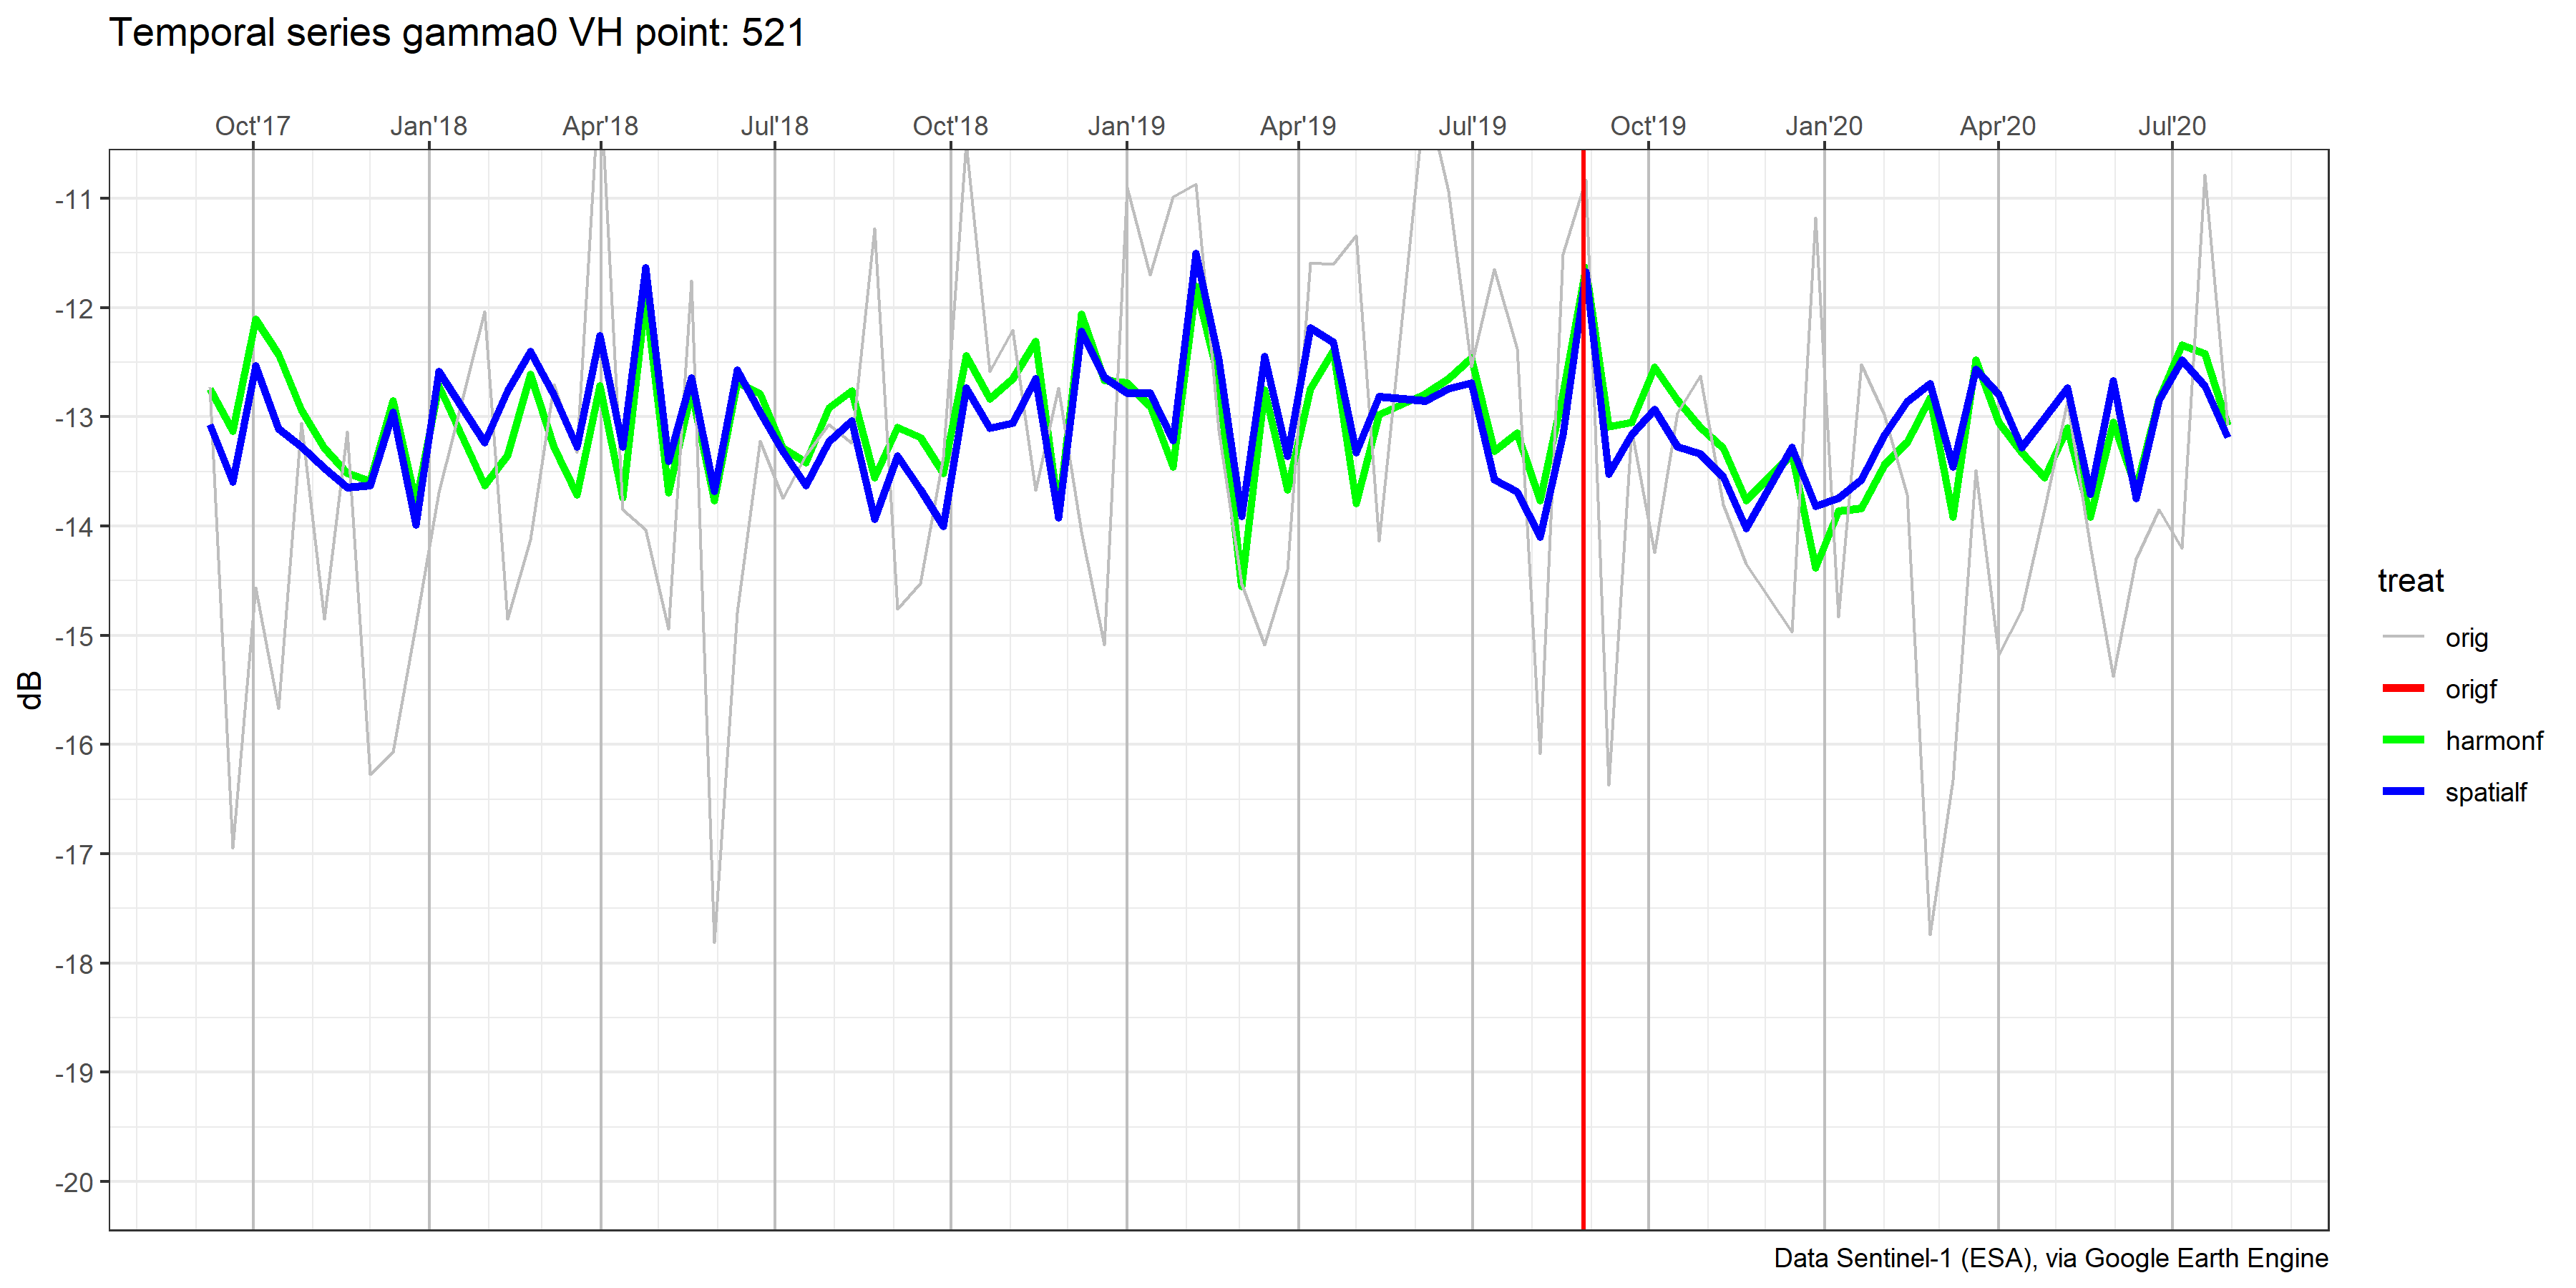 Temporal series gamma0 VH point: 521
Oct'17 Jan'18 Apr'18 Jul'18 Oct'18 Jan'19 Apr'19 Jul'19 Oct'19 Jan'20 Apr'20 Jul'20
-11
-12
-13
-14
-15
-16
-17
-18
-19
-20
dB
treat
orig
origf
harmonf
spatialf
Data Sentinel-1 (ESA), via Google Earth Engine